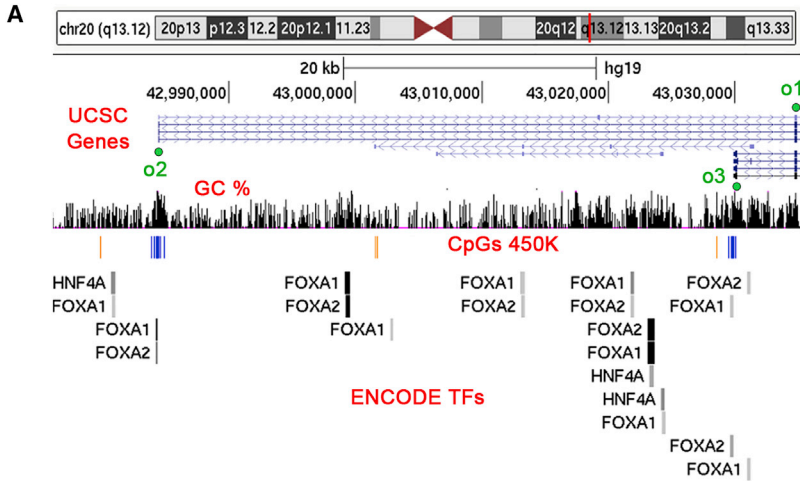 A
chr20 (q13.12) 20p13 p12.3 12.2 20p12.1 11.23 20q12 q13.12 13.13 20q13.2 q13.33
20 kb hg19
42,990,000 43,000,000 43,010,000 43,020,000 43,030,000 o1
UCSC
Genes
o2 o3
GC %
CpGs 450K
HNF4A FOXA1 FOXA1 FOXA2
FOXA1 FOXA2 FOXA2 FOXA2 FOXA1
FOXA1 FOXA1 FOXA2
FOXA2 FOXA1
HNF4A
ENCODE TFs HNF4A
FOXA1
FOXA2
FOXA1